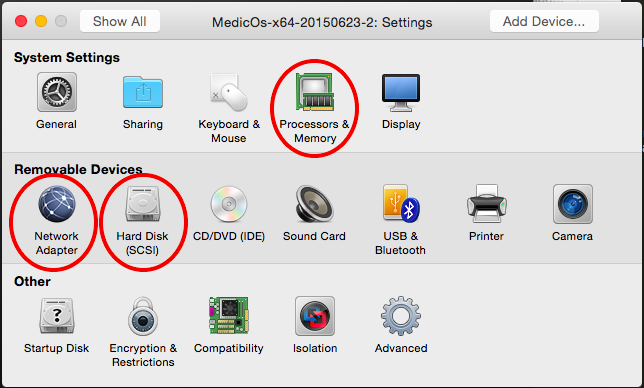 Show All
MedicOs-x64-20150623-2: Settings
Add Device...
System Settings
General
Sharing
Keyboard &
Mouse
Processors &
Memory
Display
Removable Devices
Network
Adapter
Hard Disk
(SCSI)
CD/DVD (IDE)
Sound Card
USB &
Bluetooth
Printer
Camera
Other
?
Startup Disk
Encryption &
Restrictions
Compatibility
Isolation
Advanced